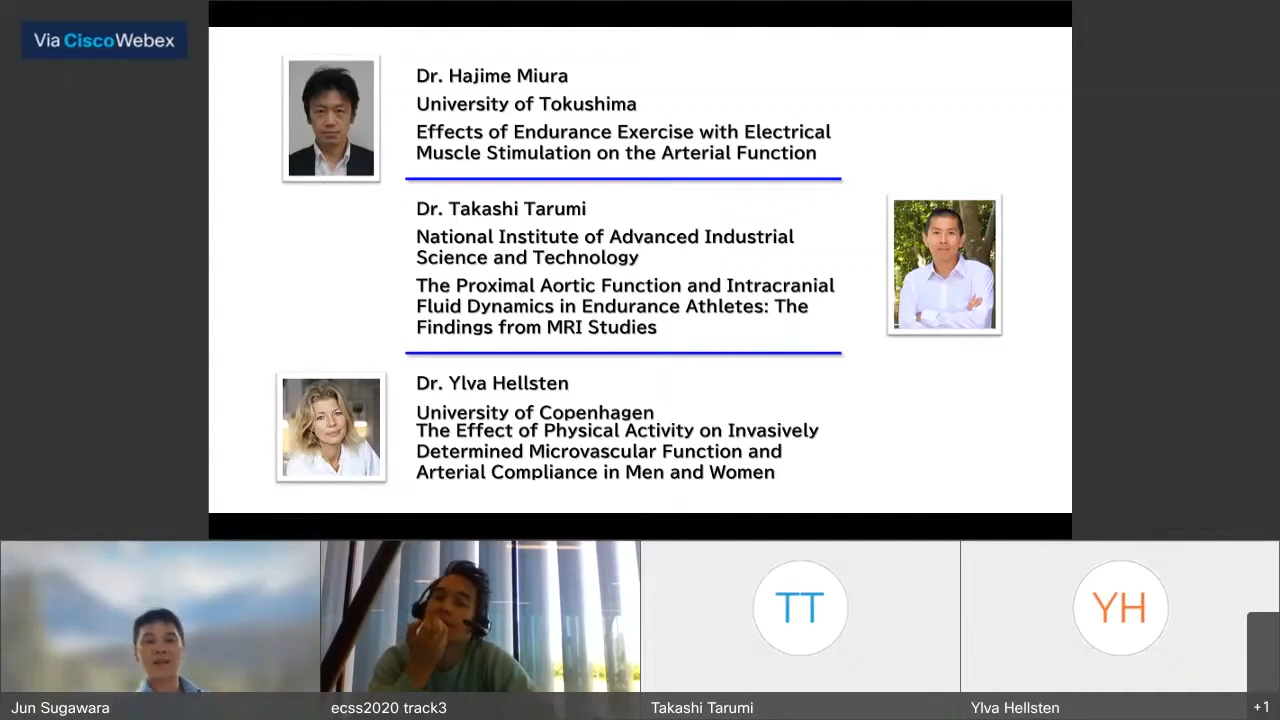 Via Cisco Webex
Dr. Hajime Miura
University of Tokushima
Effects of Endurance Exercise with Electrical
Muscle Stimulation on the Arterial Function
Dr. Takashi Tarumi
National Institute of Advanced Industrial
Science and Technology
The Proximal Aortic Function and Intracranial
Fluid Dynamics in Endurance Athletes: The
Findings from MRI Studies
Dr. Ylva Hellsten
University of Copenhagen
The Effect of Physical Activity on Invasively
Determined Microvascular Function and
Arterial Compliance in Men and Women
TT
YH
Jun Sugawara
ecss2020 track3
Takashi Tarumi
Ylva Hellsten
+1